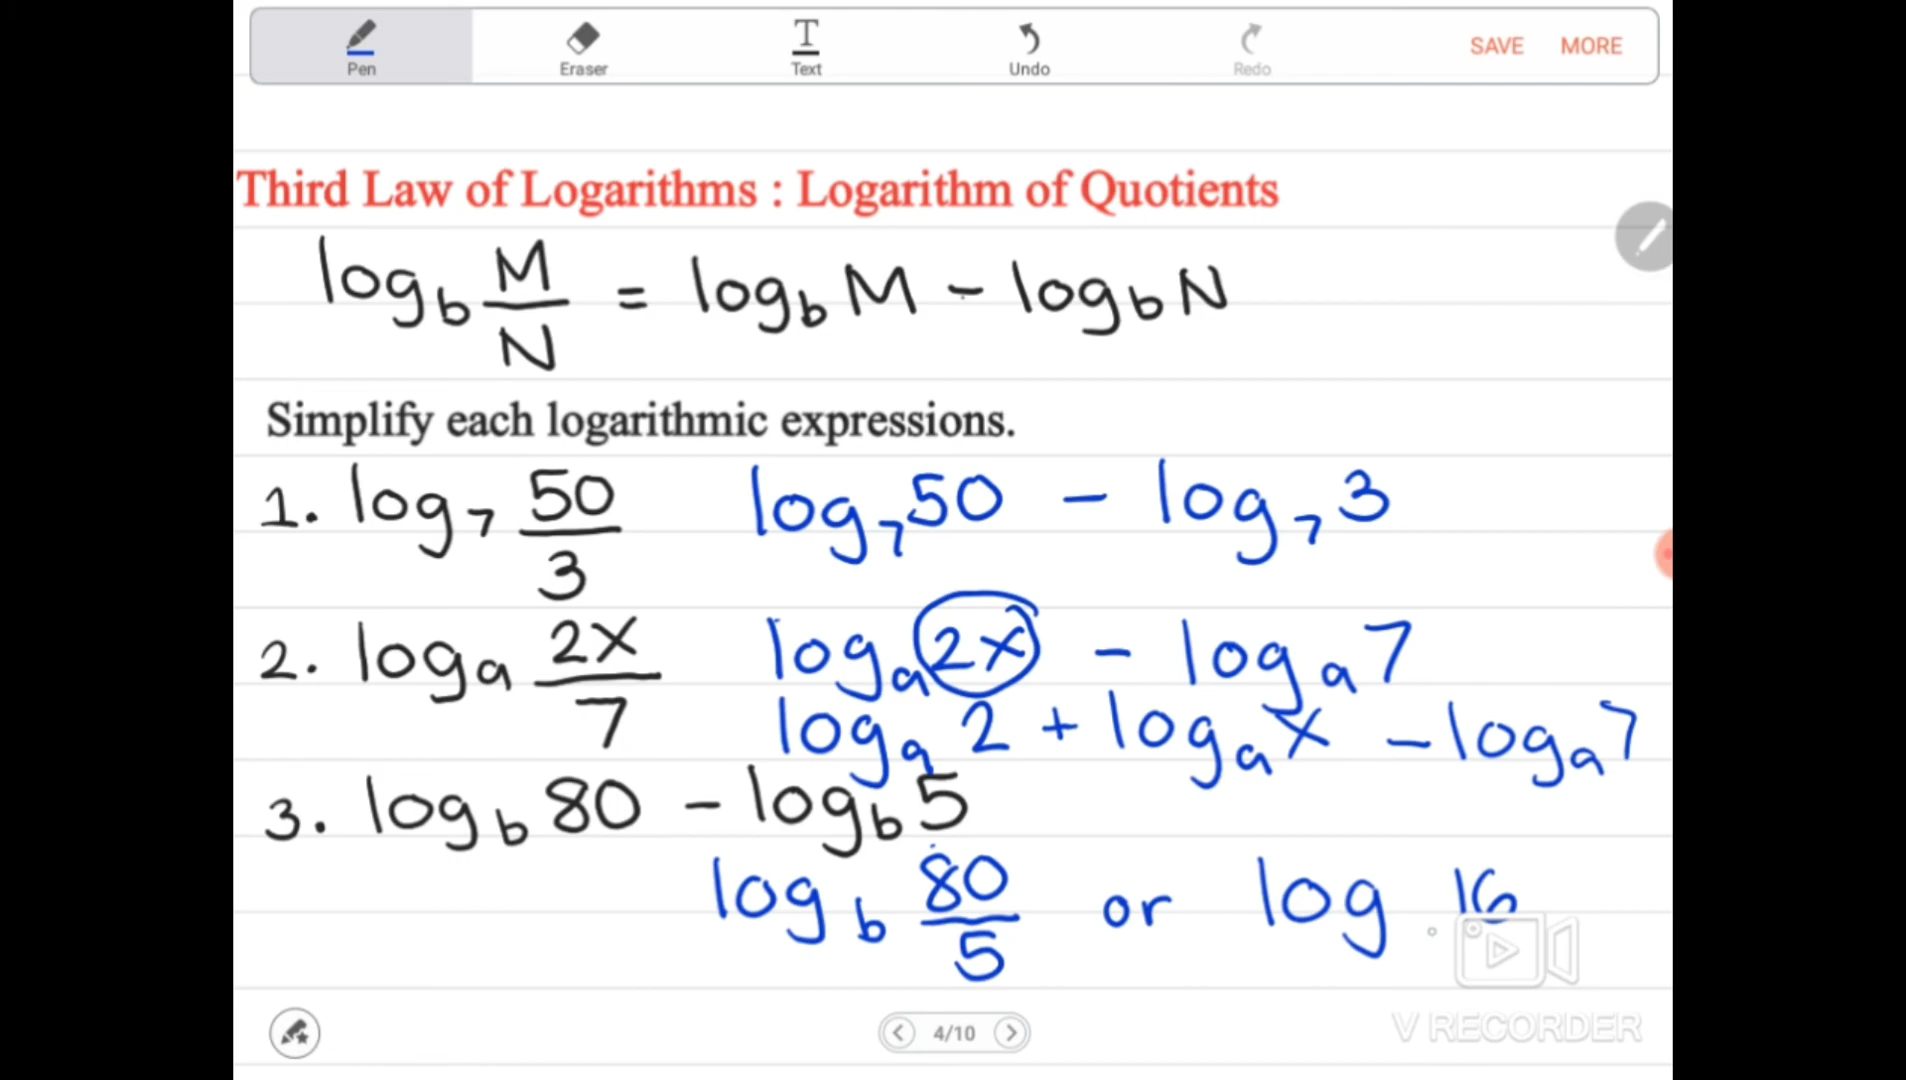 Pen Eraser Text Undo Redo SAVE MORE
Third Law of Logarithms : Logarithm of Quotients
log_b M/N = log_b M - log_b N
Simplify each logarithmic expressions.
1. log_7 50/3 log_7 50 - log_7 3
2. log_a 2x/7 log_a 2x - log_a 7
log_a 2 + log_a x - log_a 7
3. log_b 80 - log_b 5
log_b 80/5 or log 16
4/10
V RECORDER